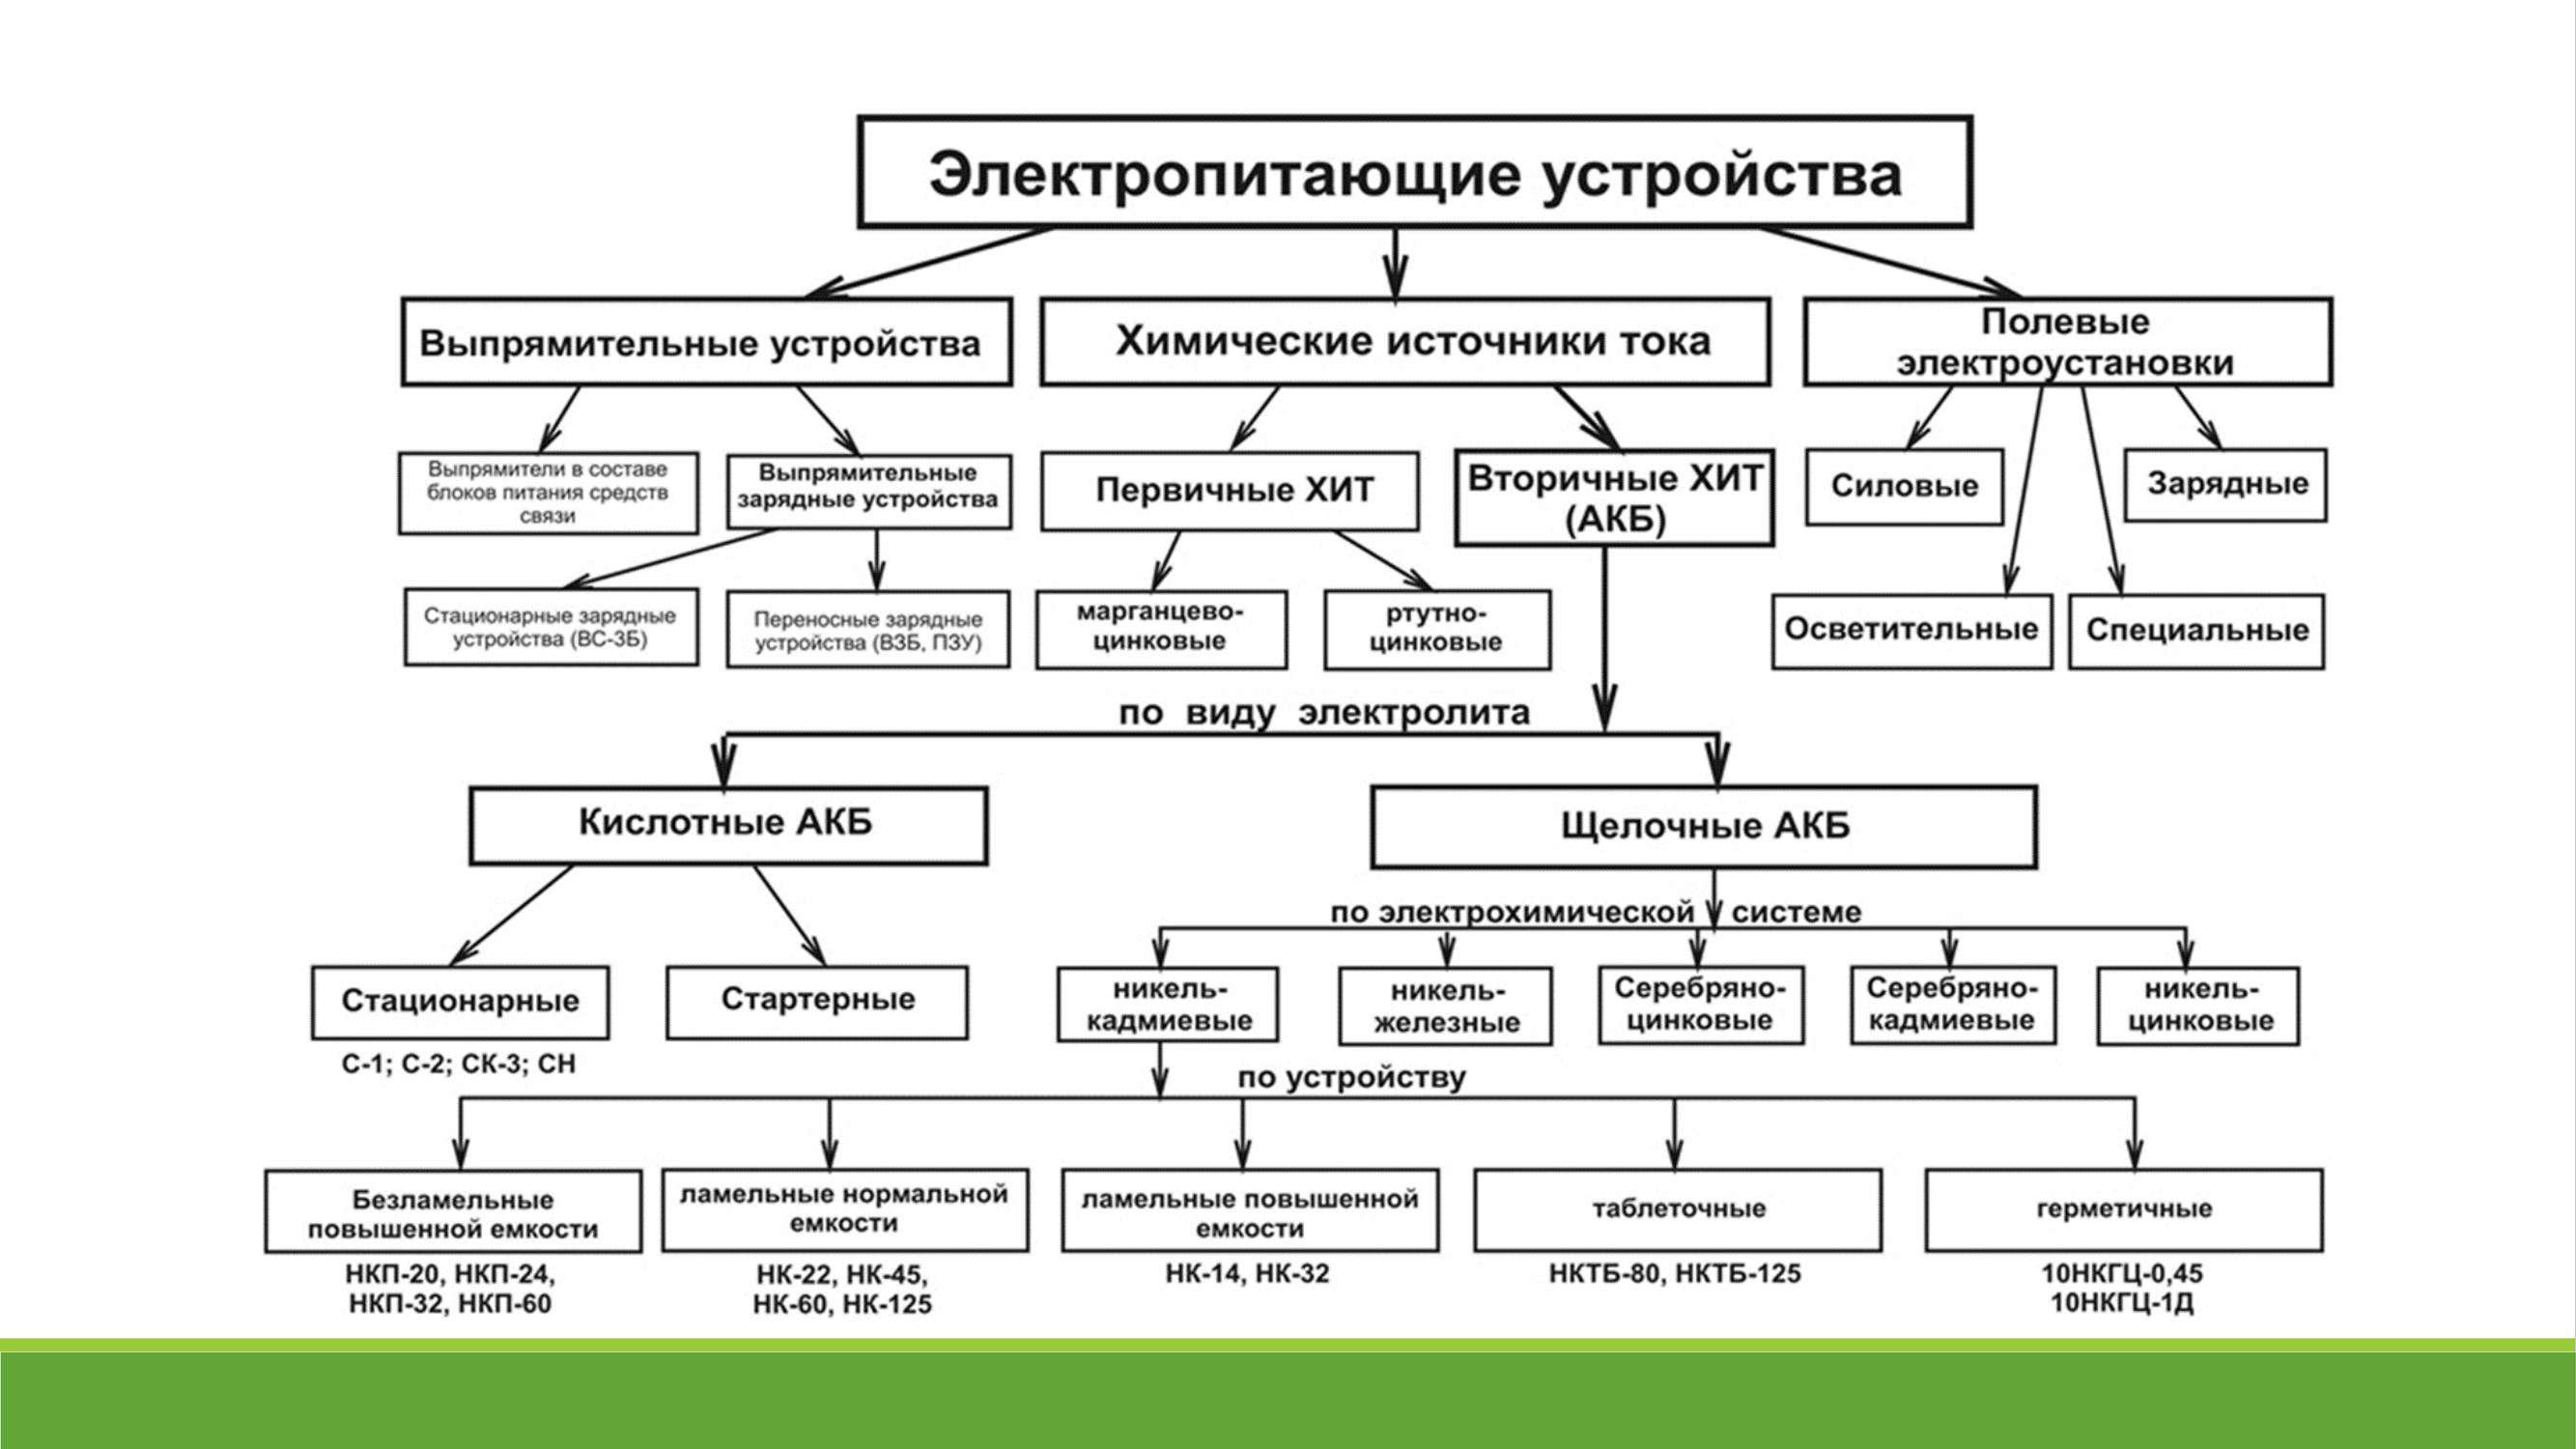 Электропитающие устройства
Выпрямительные устройства
Химические источники тока
Полевые
электроустановки
Выпрямители в составе
блоков питания средств
связи
Выпрямительные
зарядные устройства
Первичные ХИТ
Вторичные ХИТ
(АКБ)
Силовые
Зарядные
Стационарные зарядные
устройства (ВС-3Б)
Переносные зарядные
устройства (ВЗБ, ПЗУ)
марганцево-
цинковые
ртутно-
цинковые
Осветительные
Специальные
по виду электролита
Кислотные АКБ
Щелочные АКБ
по электрохимической системе
Стационарные
Стартерные
никель-
кадмиевые
никель-
железные
Серебряно-
цинковые
Серебряно-
кадмиевые
никель-
цинковые
С-1; С-2; СК-3; СН
по устройству
Безламельные
повышенной емкости
ламельные нормальной
емкости
ламельные повышенной
емкости
таблеточные
герметичные
НКП-20, НКП-24,
НКП-32, НКП-60
НК-22, НК-45,
НК-60, НК-125
НК-14, НК-32
НКТБ-80, НКТБ-125
10НКГЦ-0,45
10НКГЦ-1Д